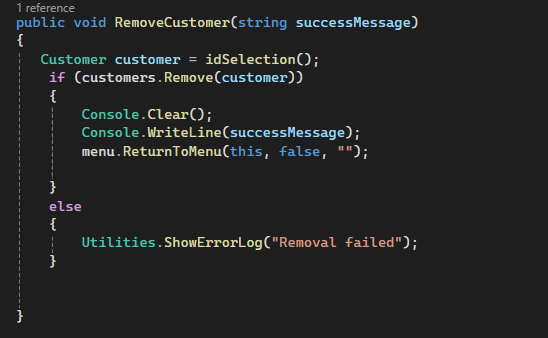 1 reference
public void RemoveCustomer(string successMessage)
{
Customer customer = idSelection();
if (customers.Remove(customer))
{
Console.Clear();
Console.WriteLine(successMessage);
menu.ReturnToMenu(this, false, "");
}
else
{
Utilities.ShowErrorLog("Removal failed");
}
}